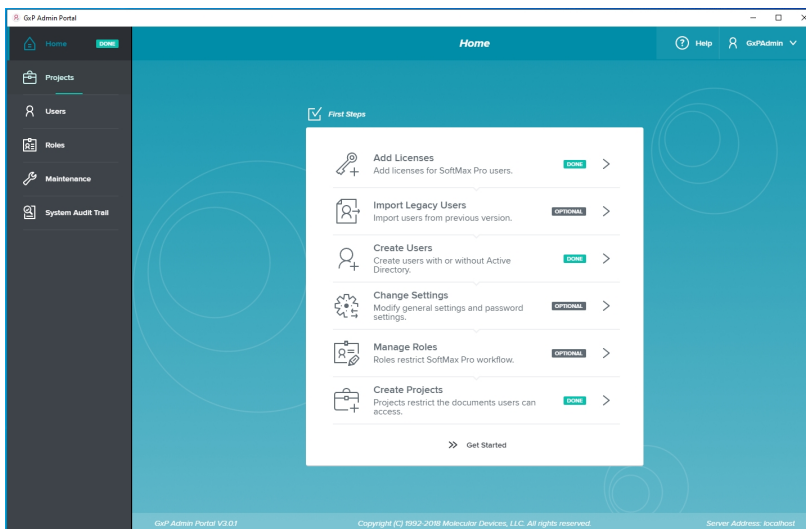 GxP Admin Portal
Home DONE
Home
Help
GxPAdmin
Projects
Users
Roles
Maintenance
System Audit Trail
First Steps
Add Licenses
Add licenses for SoftMax Pro users.
DONE
Import Legacy Users
Import users from previous version.
OPTIONAL
Create Users
Create users with or without Active
Directory.
DONE
Change Settings
Modify general settings and password
settings.
OPTIONAL
Manage Roles
Roles restrict SoftMax Pro workflow.
OPTIONAL
Create Projects
Projects restrict the documents users can
access.
DONE
Get Started
GxP Admin Portal V3.0.1
Copyright (C) 1992-2018 Molecular Devices, LLC. All rights reserved.
Server Address: localhost